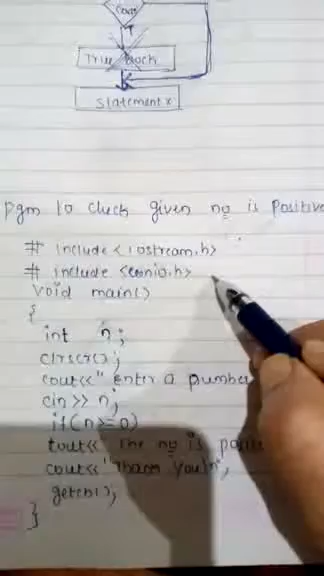 Cond
T
True Block
Statement x
pgm to check given no is positive
# include <iostream.h>
# include <conio.h>
void main()
{
int n;
clrscr();
cout<<" Enter a number
cin >> n;
if(n>=0)
cout<< "The no is posi
cout<<"Thank you\n";
getch();
}